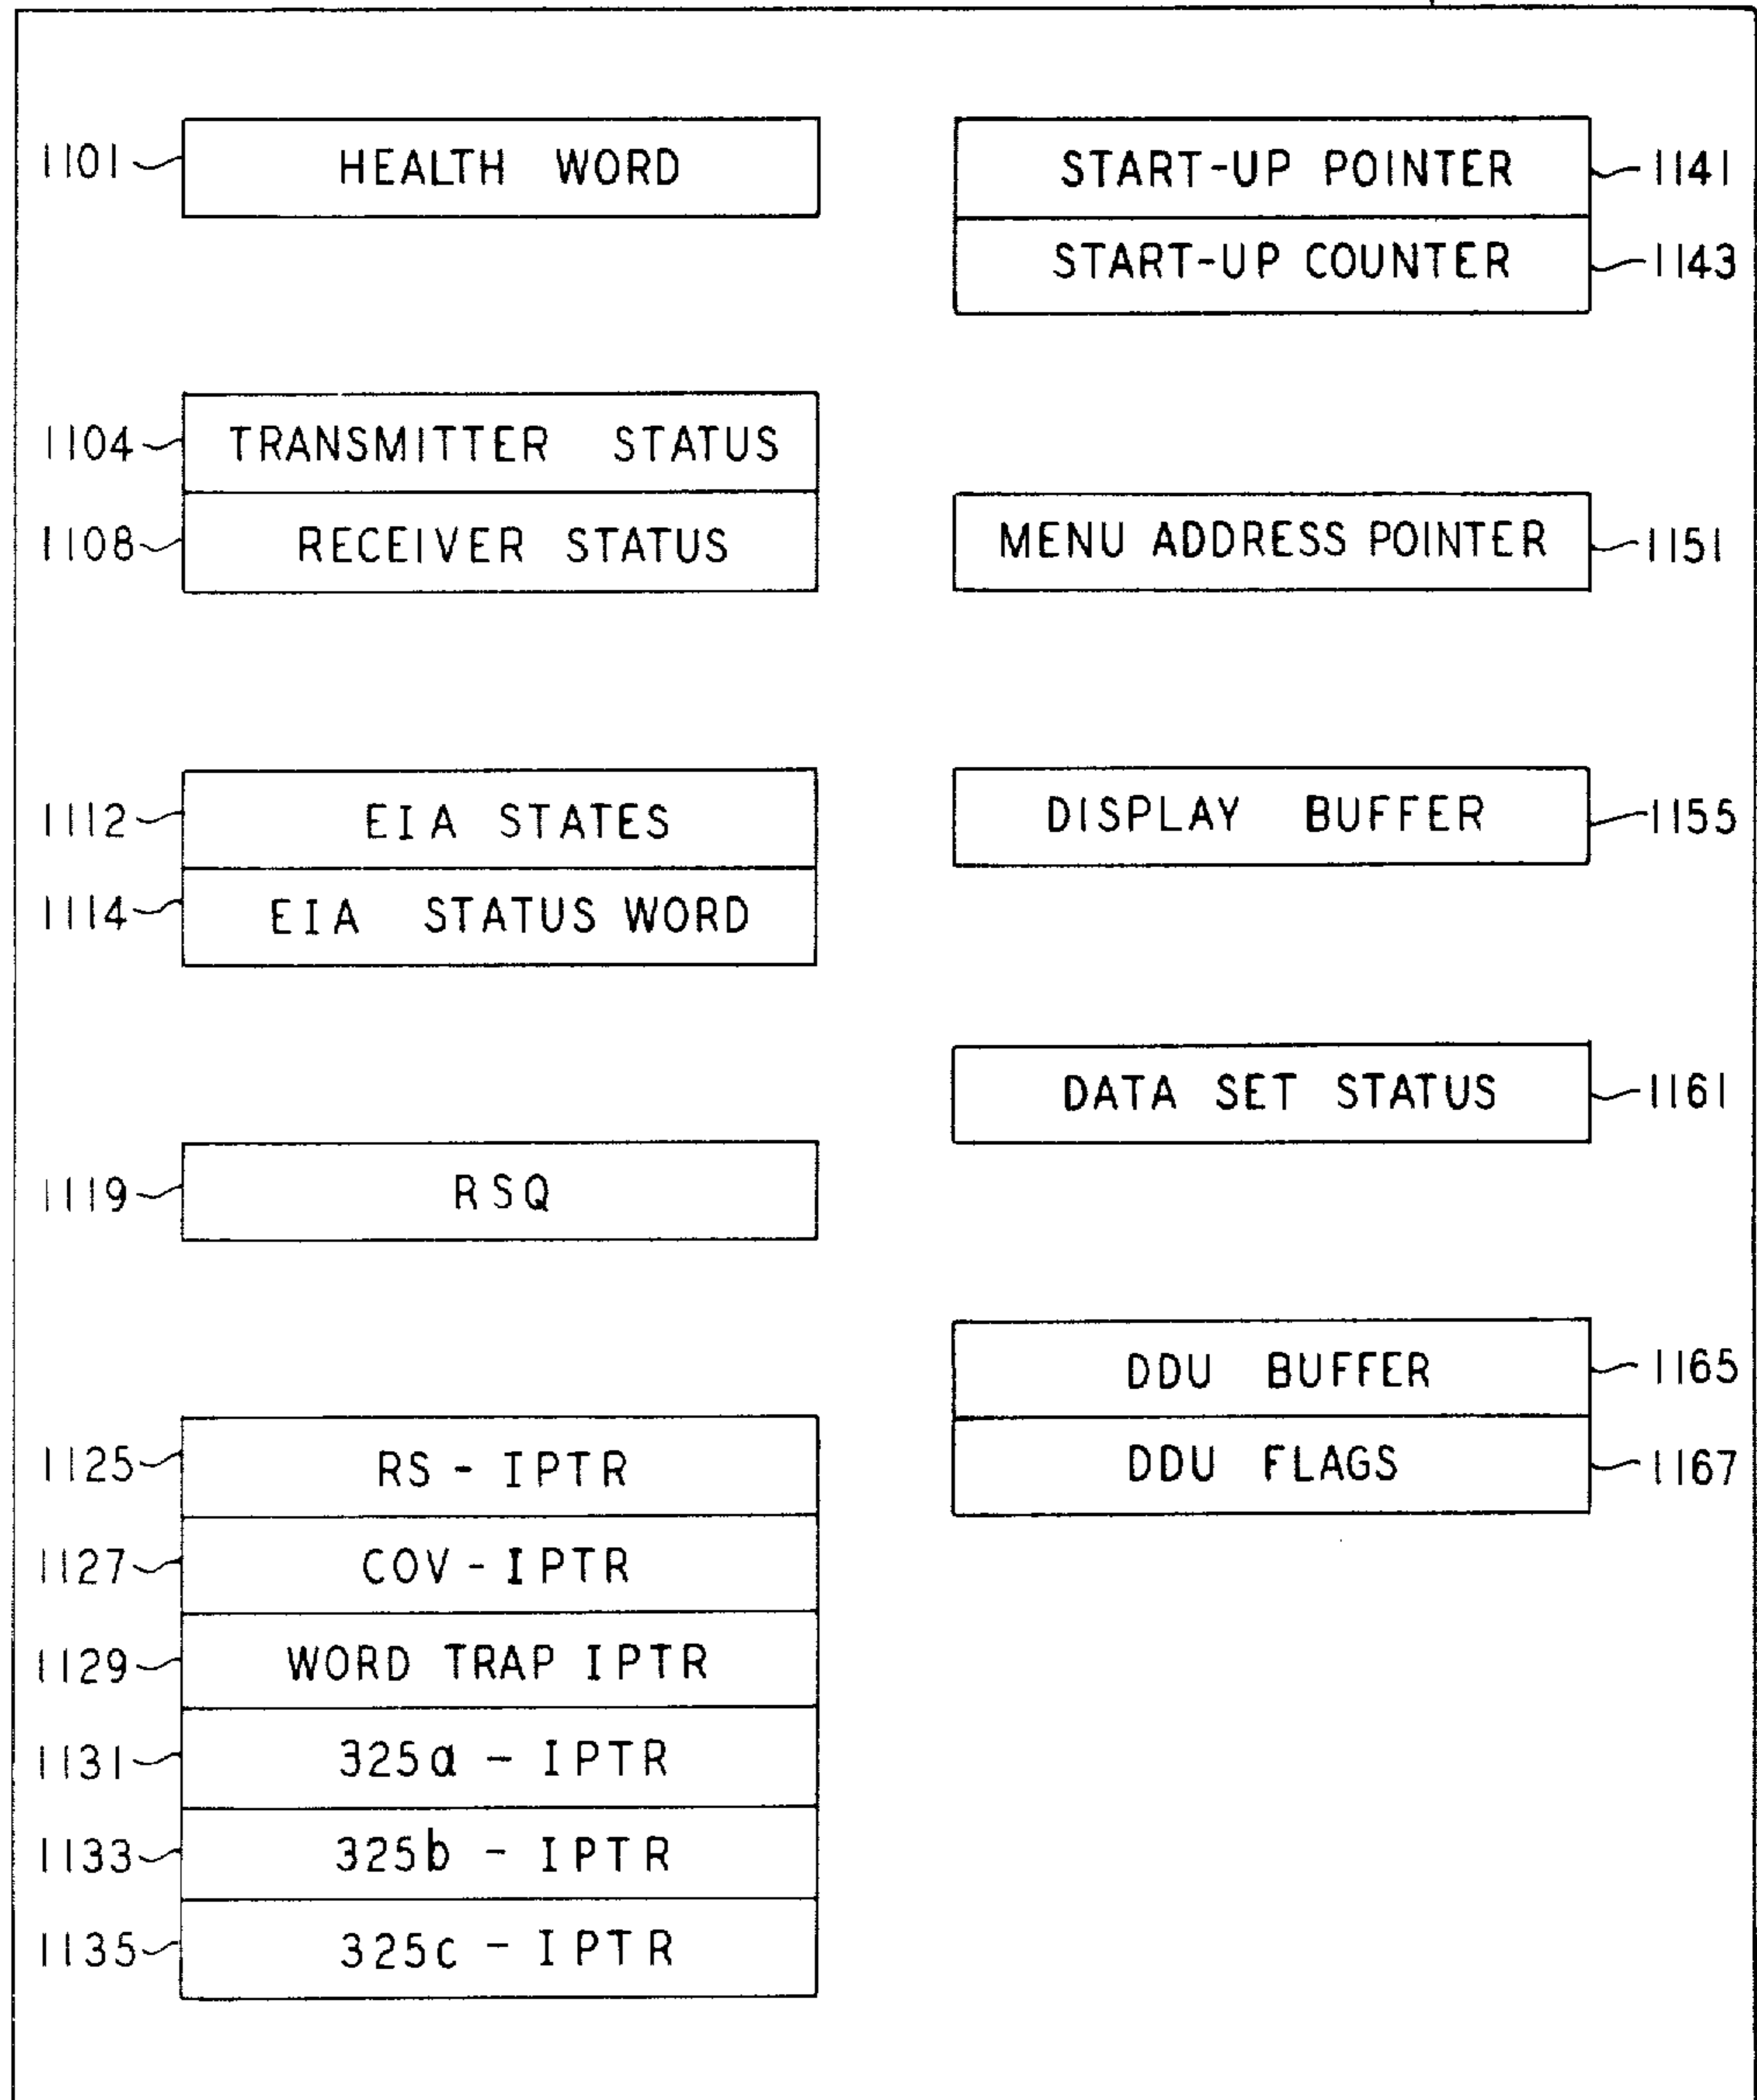 1101 HEALTH WORD
1104 TRANSMITTER STATUS
1108 RECEIVER STATUS
1112 EIA STATES
1114 EIA STATUS WORD
1119 RSQ
1125 RS - IPTR
1127 COV - IPTR
1129 WORD TRAP IPTR
1131 325a - IPTR
1133 325b - IPTR
1135 325c - IPTR
START-UP POINTER 1141
START-UP COUNTER 1143
MENU ADDRESS POINTER 1151
DISPLAY BUFFER 1155
DATA SET STATUS 1161
DDU BUFFER 1165
DDU FLAGS 1167